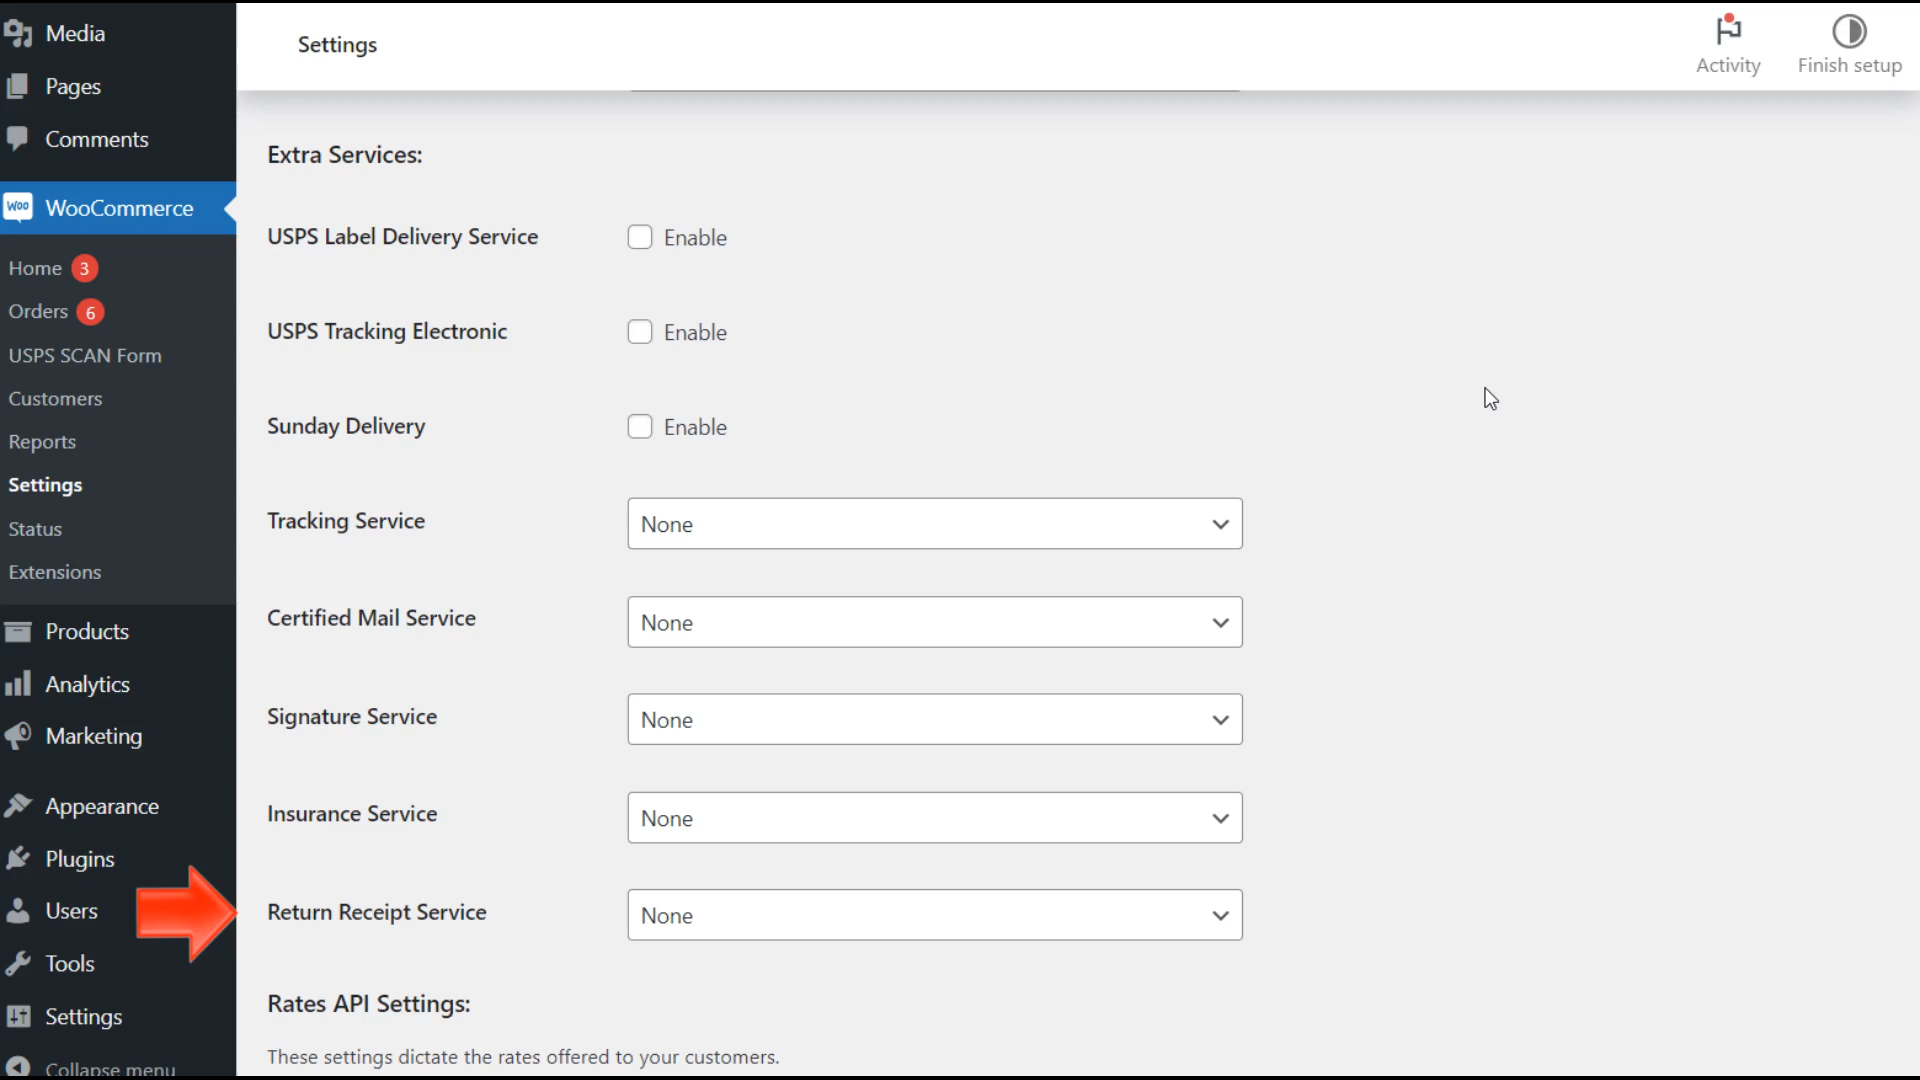 Media
Pages
Comments
Woo WooCommerce
Home 3
Orders 6
USPS SCAN Form
Customers
Reports
Settings
Status
Extensions
Products
Analytics
Marketing
Appearance
Plugins
Users
Tools
Settings
Collapse menu
Settings
Activity
Finish setup
Extra Services:
USPS Label Delivery Service Enable
USPS Tracking Electronic Enable
Sunday Delivery Enable
Tracking Service None
Certified Mail Service None
Signature Service None
Insurance Service None
Return Receipt Service None
Rates API Settings:
These settings dictate the rates offered to your customers.